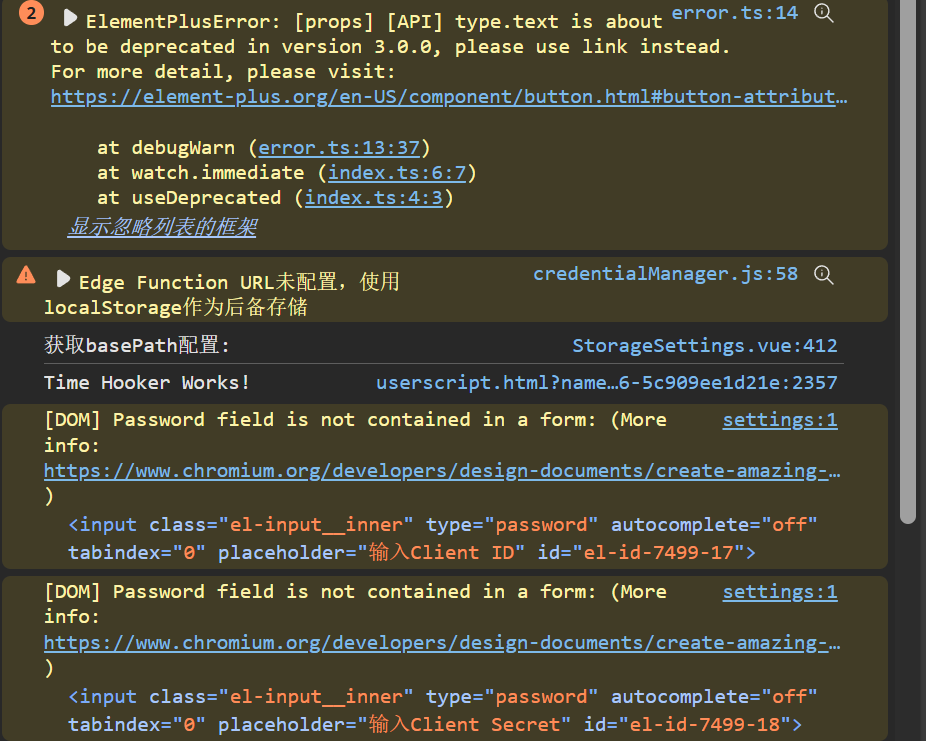 2 ▶ ElementPlusError: [props] [API] type.text is about error.ts:14
to be deprecated in version 3.0.0, please use link instead.
For more detail, please visit:
https://element-plus.org/en-US/component/button.html#button-attribut…
at debugWarn (error.ts:13:37)
at watch.immediate (index.ts:6:7)
at useDeprecated (index.ts:4:3)
显示忽略列表的框架
▶ Edge Function URL未配置，使用 credentialManager.js:58
localStorage作为后备存储
获取basePath配置: StorageSettings.vue:412
Time Hooker Works! userscript.html?name…6-5c909ee1d21e:2357
[DOM] Password field is not contained in a form: (More settings:1
info:
https://www.chromium.org/developers/design-documents/create-amazing-…
)
<input class="el-input__inner" type="password" autocomplete="off"
tabindex="0" placeholder="输入Client ID" id="el-id-7499-17">
[DOM] Password field is not contained in a form: (More settings:1
info:
https://www.chromium.org/developers/design-documents/create-amazing-…
)
<input class="el-input__inner" type="password" autocomplete="off"
tabindex="0" placeholder="输入Client Secret" id="el-id-7499-18">